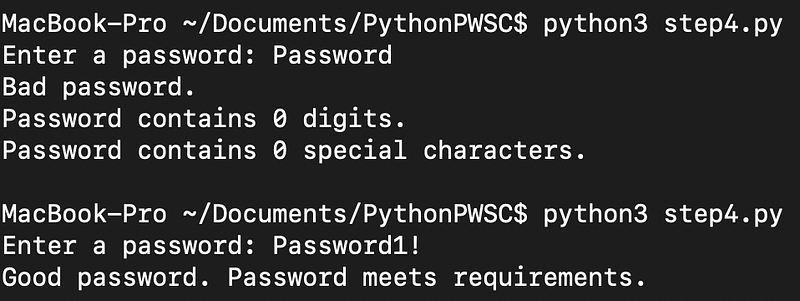 MacBook-Pro ~/Documents/PythonPWSC$ python3 step4.py
Enter a password: Password
Bad password.
Password contains 0 digits.
Password contains 0 special characters.
MacBook-Pro ~/Documents/PythonPWSC$ python3 step4.py
Enter a password: Password1!
Good password. Password meets requirements.